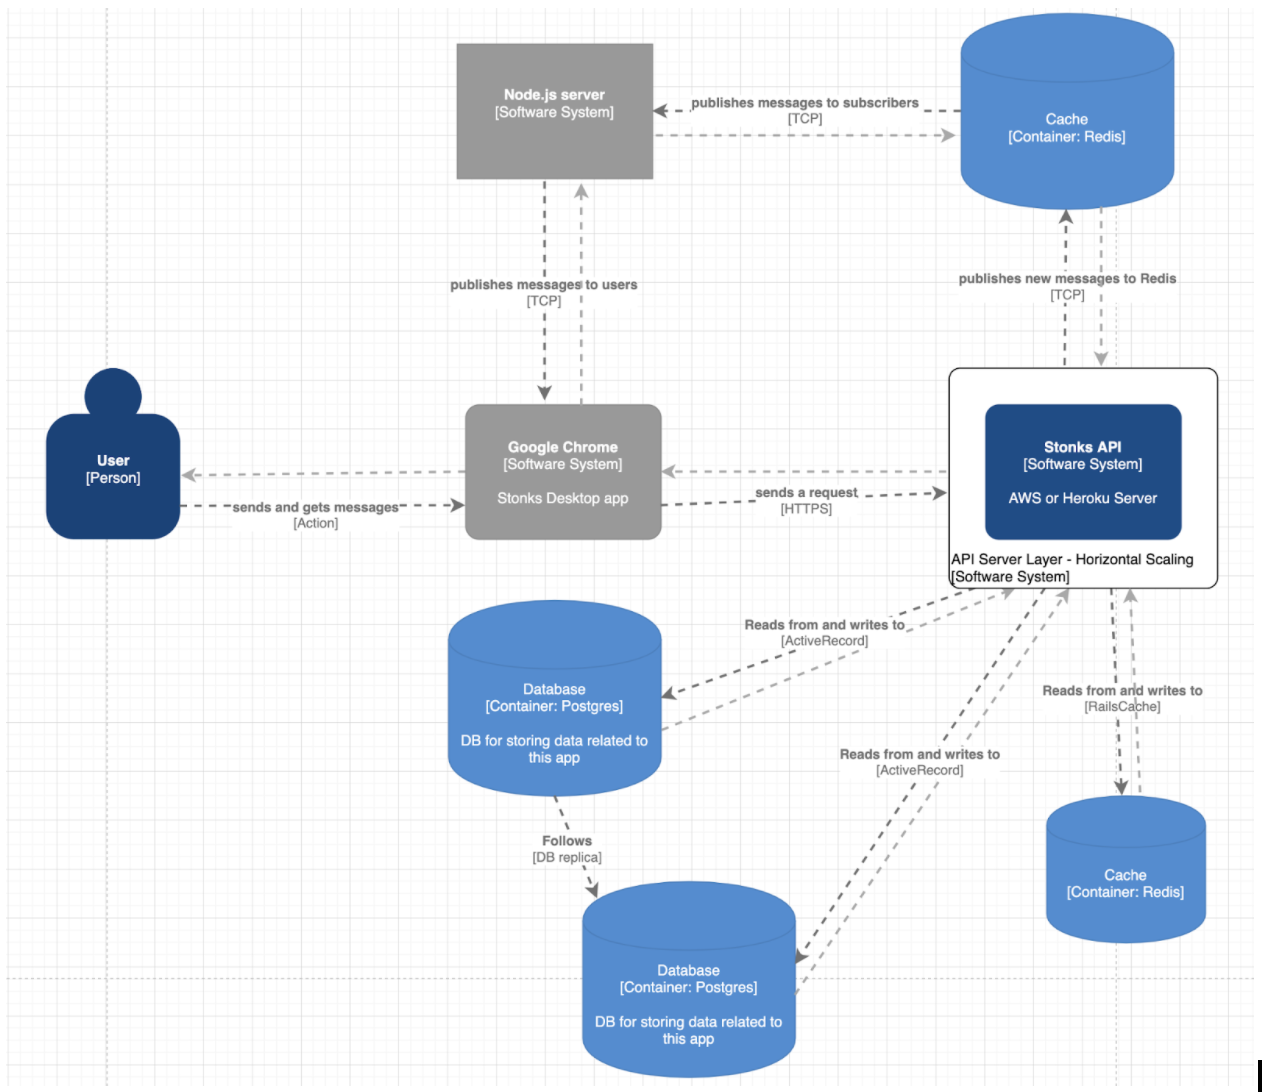 Node.js server
[Software System]
publishes messages to subscribers
[TCP]
Cache
[Container: Redis]
publishes messages to users
[TCP]
publishes new messages to Redis
[TCP]
User
[Person]
sends and gets messages
[Action]
Google Chrome
[Software System]
Stonks Desktop app
sends a request
[HTTPS]
Stonks API
[Software System]
AWS or Heroku Server
API Server Layer - Horizontal Scaling
[Software System]
Reads from and writes to
[ActiveRecord]
Database
[Container: Postgres]
DB for storing data related to
this app
Reads from and writes to
[RailsCache]
Reads from and writes to
[ActiveRecord]
Follows
[DB replica]
Cache
[Container: Redis]
Database
[Container: Postgres]
DB for storing data related to
this app